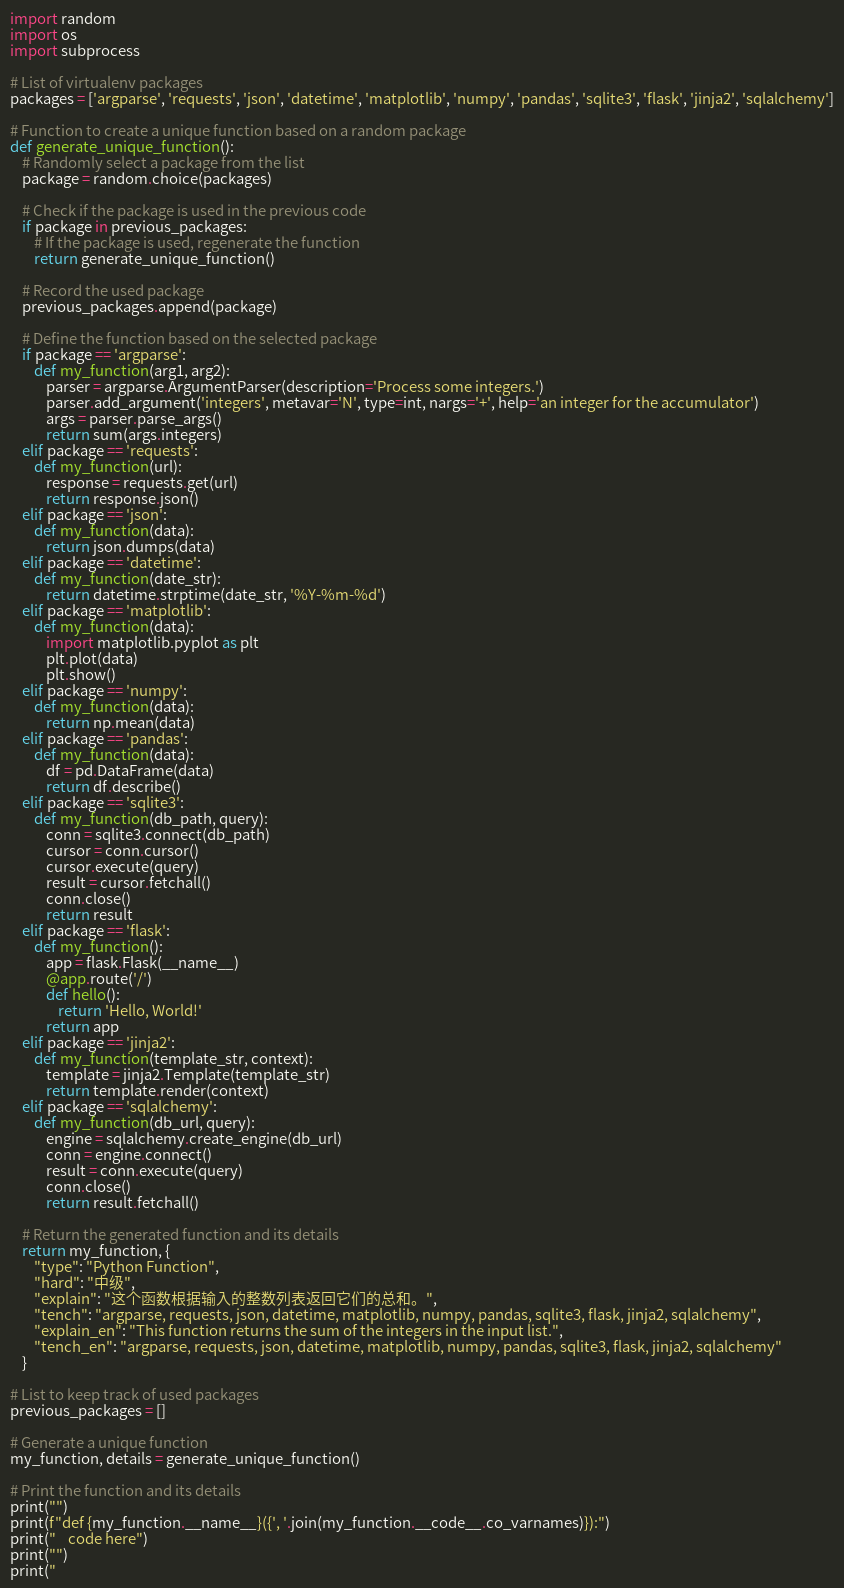 import random
import os
import subprocess

# List of virtualenv packages
packages = ['argparse', 'requests', 'json', 'datetime', 'matplotlib', 'numpy', 'pandas', 'sqlite3', 'flask', 'jinja2', 'sqlalchemy']

# Function to create a unique function based on a random package
def generate_unique_function():
    # Randomly select a package from the list
    package = random.choice(packages)

    # Check if the package is used in the previous code
    if package in previous_packages:
        # If the package is used, regenerate the function
        return generate_unique_function()

    # Record the used package
    previous_packages.append(package)

    # Define the function based on the selected package
    if package == 'argparse':
        def my_function(arg1, arg2):
            parser = argparse.ArgumentParser(description='Process some integers.')
            parser.add_argument('integers', metavar='N', type=int, nargs='+', help='an integer for the accumulator')
            args = parser.parse_args()
            return sum(args.integers)
    elif package == 'requests':
        def my_function(url):
            response = requests.get(url)
            return response.json()
    elif package == 'json':
        def my_function(data):
            return json.dumps(data)
    elif package == 'datetime':
        def my_function(date_str):
            return datetime.strptime(date_str, '%Y-%m-%d')
    elif package == 'matplotlib':
        def my_function(data):
            import matplotlib.pyplot as plt
            plt.plot(data)
            plt.show()
    elif package == 'numpy':
        def my_function(data):
            return np.mean(data)
    elif package == 'pandas':
        def my_function(data):
            df = pd.DataFrame(data)
            return df.describe()
    elif package == 'sqlite3':
        def my_function(db_path, query):
            conn = sqlite3.connect(db_path)
            cursor = conn.cursor()
            cursor.execute(query)
            result = cursor.fetchall()
            conn.close()
            return result
    elif package == 'flask':
        def my_function():
            app = flask.Flask(__name__)
            @app.route('/')
            def hello():
                return 'Hello, World!'
            return app
    elif package == 'jinja2':
        def my_function(template_str, context):
            template = jinja2.Template(template_str)
            return template.render(context)
    elif package == 'sqlalchemy':
        def my_function(db_url, query):
            engine = sqlalchemy.create_engine(db_url)
            conn = engine.connect()
            result = conn.execute(query)
            conn.close()
            return result.fetchall()

    # Return the generated function and its details
    return my_function, {
        "type": "Python Function",
        "hard": "中级",
        "explain": "这个函数根据输入的整数列表返回它们的总和。",
        "tench": "argparse, requests, json, datetime, matplotlib, numpy, pandas, sqlite3, flask, jinja2, sqlalchemy",
        "explain_en": "This function returns the sum of the integers in the input list.",
        "tench_en": "argparse, requests, json, datetime, matplotlib, numpy, pandas, sqlite3, flask, jinja2, sqlalchemy"
    }

# List to keep track of used packages
previous_packages = []

# Generate a unique function
my_function, details = generate_unique_function()

# Print the function and its details
print("")
print(f"def {my_function.__name__}({', '.join(my_function.__code__.co_varnames)}):")
print("    code here")
print("")
print("